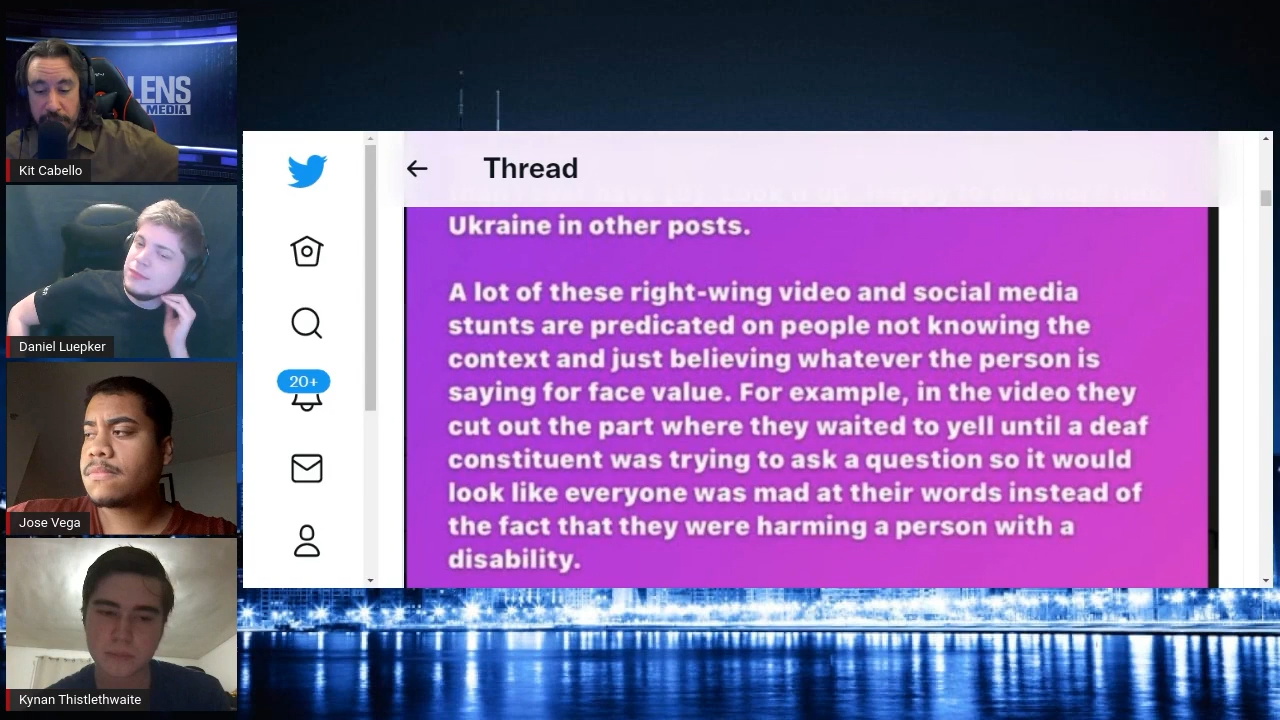 LENS
MEDIA
Kit Cabello
Daniel Luepker
Jose Vega
Kynan Thistlethwaite
20+
Thread
Ukraine in other posts.
A lot of these right-wing video and social media
stunts are predicated on people not knowing the
context and just believing whatever the person is
saying for face value. For example, in the video they
cut out the part where they waited to yell until a deaf
constituent was trying to ask a question so it would
look like everyone was mad at their words instead of
the fact that they were harming a person with a
disability.